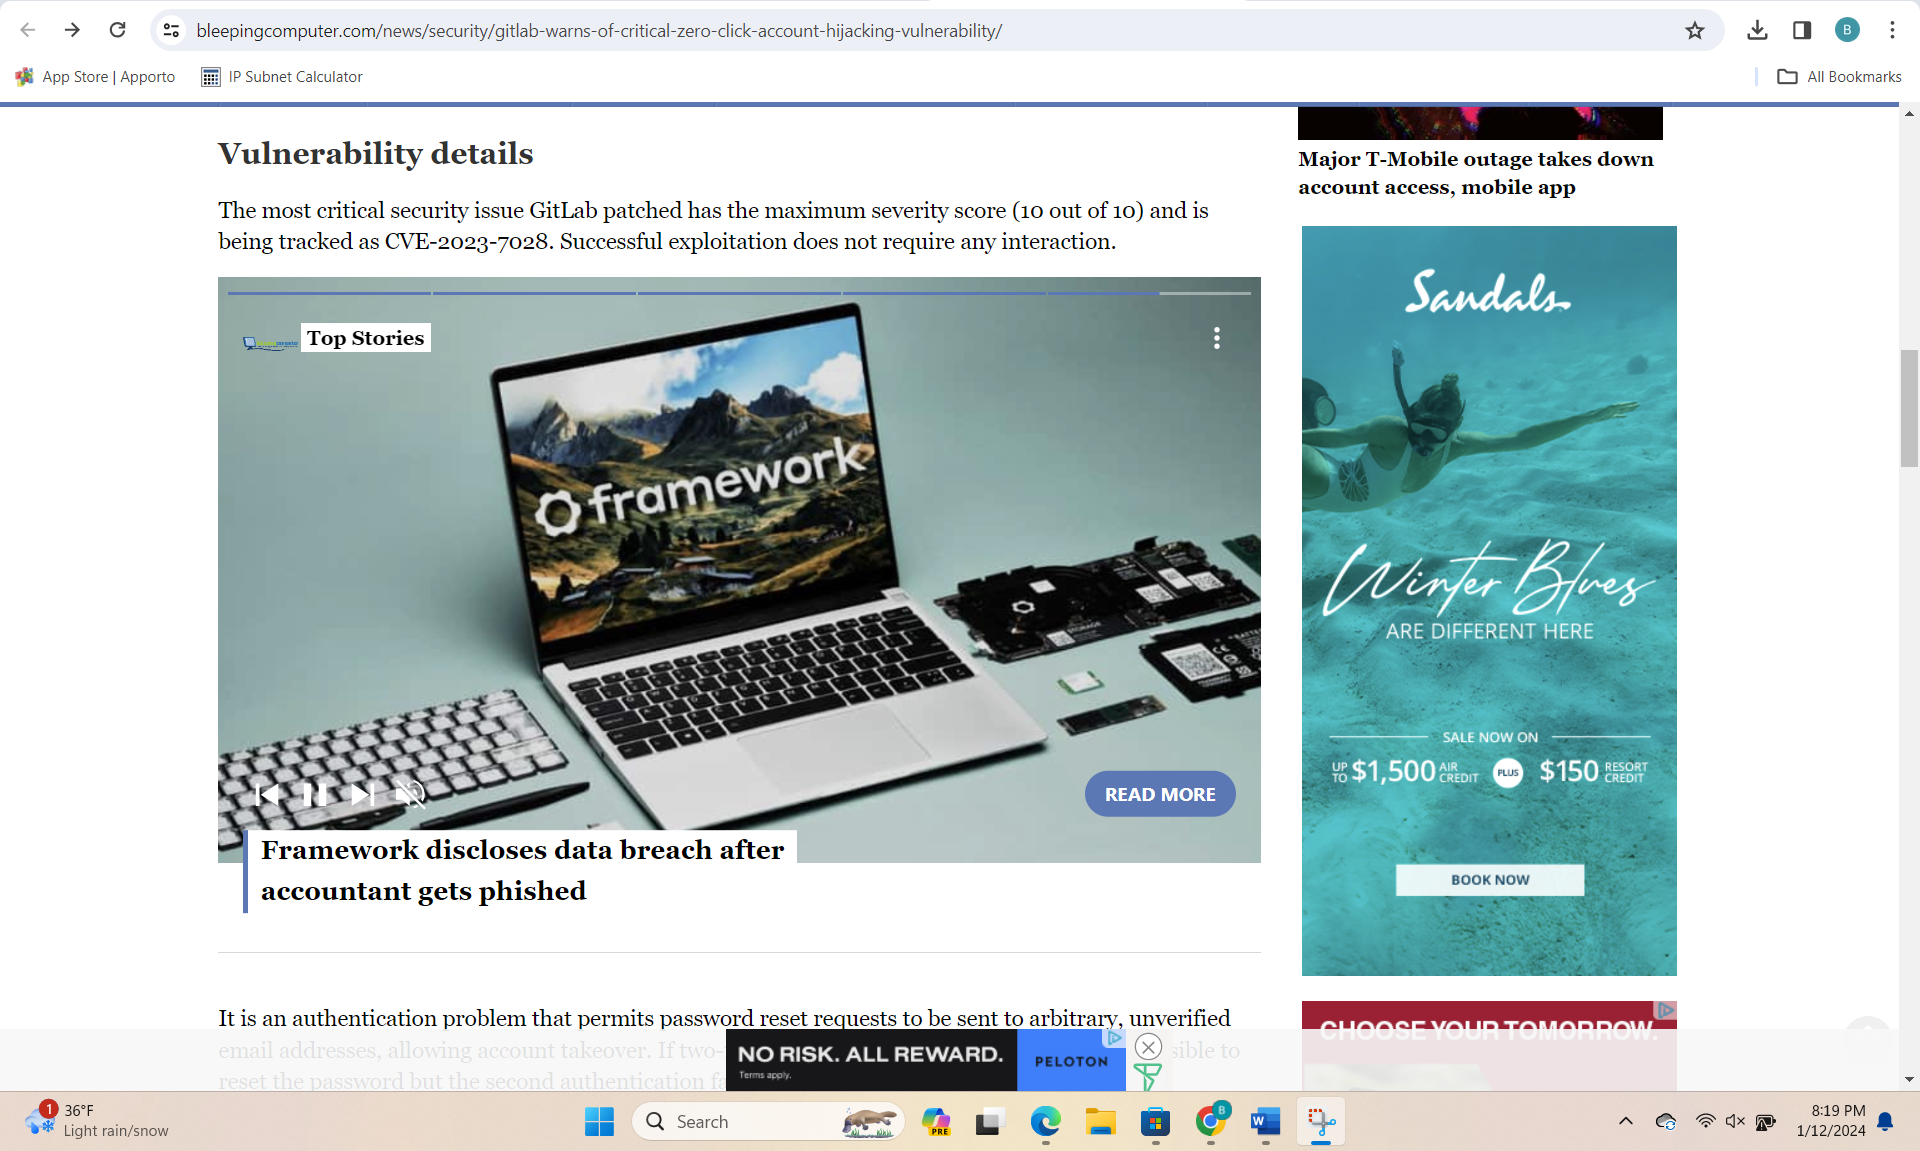 bleepingcomputer.com/news/security/gitlab-warns-of-critical-zero-click-account-hijacking-vulnerability/
B
App Store | Apporto
IP Subnet Calculator
All Bookmarks
Vulnerability details
The most critical security issue GitLab patched has the maximum severity score (10 out of 10) and is
being tracked as CVE-2023-7028. Successful exploitation does not require any interaction.
Top Stories
framework
READ MORE
Framework discloses data breach after
accountant gets phished
It is an authentication problem that permits password reset requests to be sent to arbitrary, unverified
email addresses, allowing account takeover. If two-
sible to
reset the password but the second authentication fa
Major T-Mobile outage takes down
account access, mobile app
Sandals
Winter Blues
ARE DIFFERENT HERE
SALE NOW ON
UP TO $1,500 AIR CREDIT PLUS $150 RESORT CREDIT
BOOK NOW
CHOOSE YOUR TOMORROW.
NO RISK. ALL REWARD.
Terms apply.
PELOTON
1
36°F
Light rain/snow
Search
PRE
B
W
8:19 PM
1/12/2024